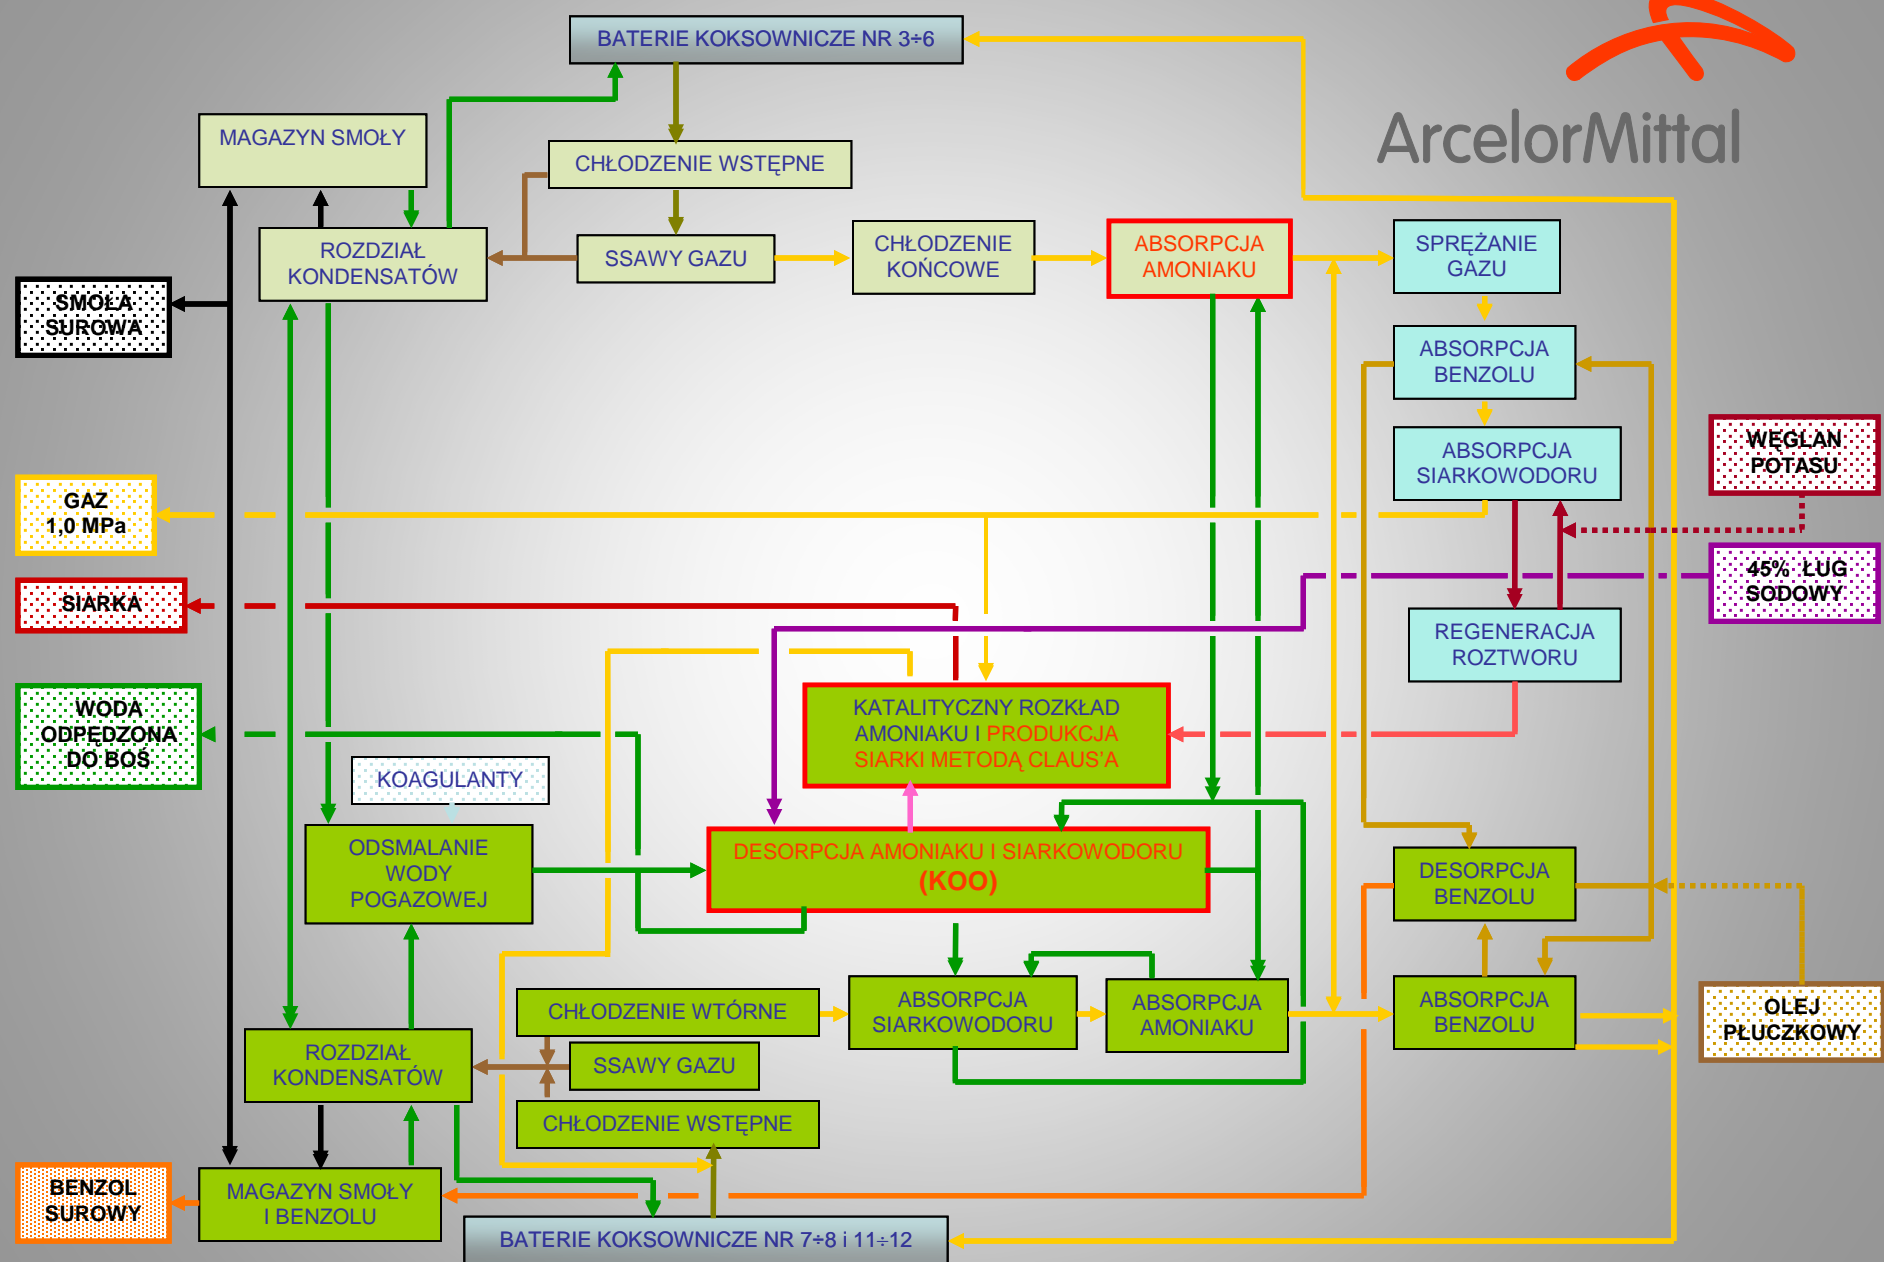 BATERIE KOKSOWNICZE NR 3÷6
ArcelorMittal
MAGAZYN SMOŁY
CHŁODZENIE WSTĘPNE
ROZDZIAŁ
KONDENSATÓW
SSAWY GAZU
CHŁODZENIE
KOŃCOWE
ABSORPCJA
AMONIAKU
SPRĘŻANIE
GAZU
SMOŁA
SUROWA
ABSORPCJA
BENZOLU
ABSORPCJA
SIARKOWODORU
WĘGLAN
POTASU
GAZ
1,0 MPa
SIARKA
45% ŁUG
SODOWY
REGENERACJA
ROZTWORU
WODA
ODPĘDZONA
DO BOŚ
KATALITYCZNY ROZKŁAD
AMONIAKU I PRODUKCJA
SIARKI METODĄ CLAUS'A
KOAGULANTY
ODSMALANIE
WODY
POGAZOWEJ
DESORPCJA AMONIAKU I SIARKOWODORU
(KOO)
DESORPCJA
BENZOLU
CHŁODZENIE WTÓRNE
ABSORPCJA
SIARKOWODORU
ABSORPCJA
AMONIAKU
ABSORPCJA
BENZOLU
OLEJ
PŁUCZKOWY
ROZDZIAŁ
KONDENSATÓW
SSAWY GAZU
CHŁODZENIE WSTĘPNE
BENZOL
SUROWY
MAGAZYN SMOŁY
I BENZOLU
BATERIE KOKSOWNICZE NR 7÷8 i 11÷12